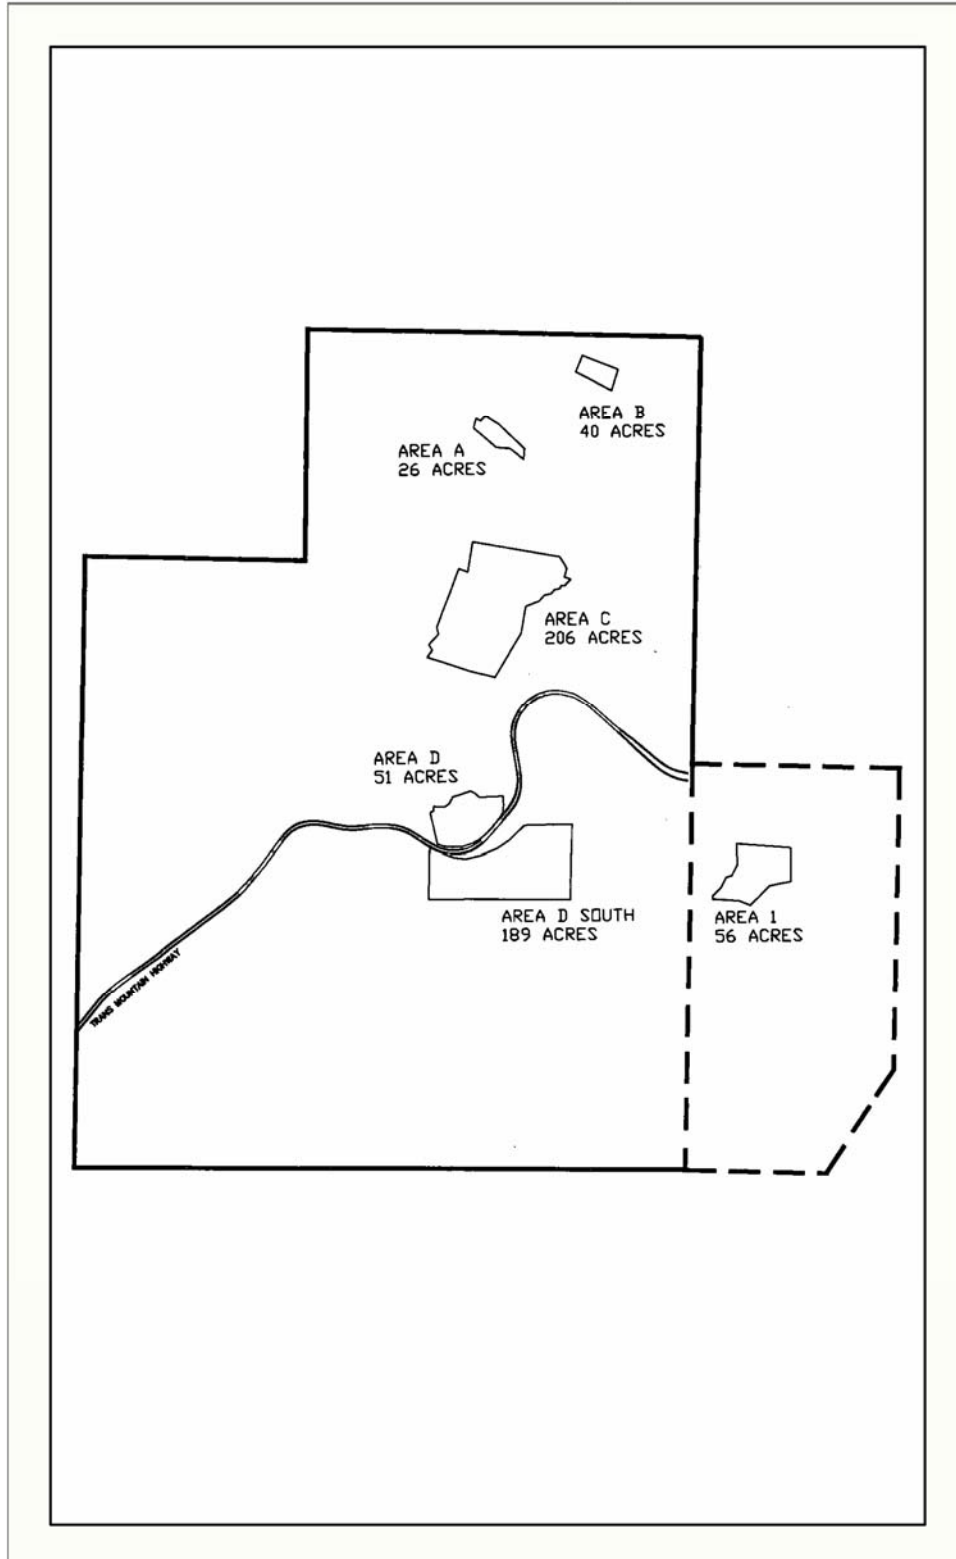 AREA B
40 ACRES
AREA A
26 ACRES
AREA C
206 ACRES
AREA D
51 ACRES
AREA D SOUTH
189 ACRES
AREA 1
56 ACRES
TRANS MOUNTAIN HIGHWAY